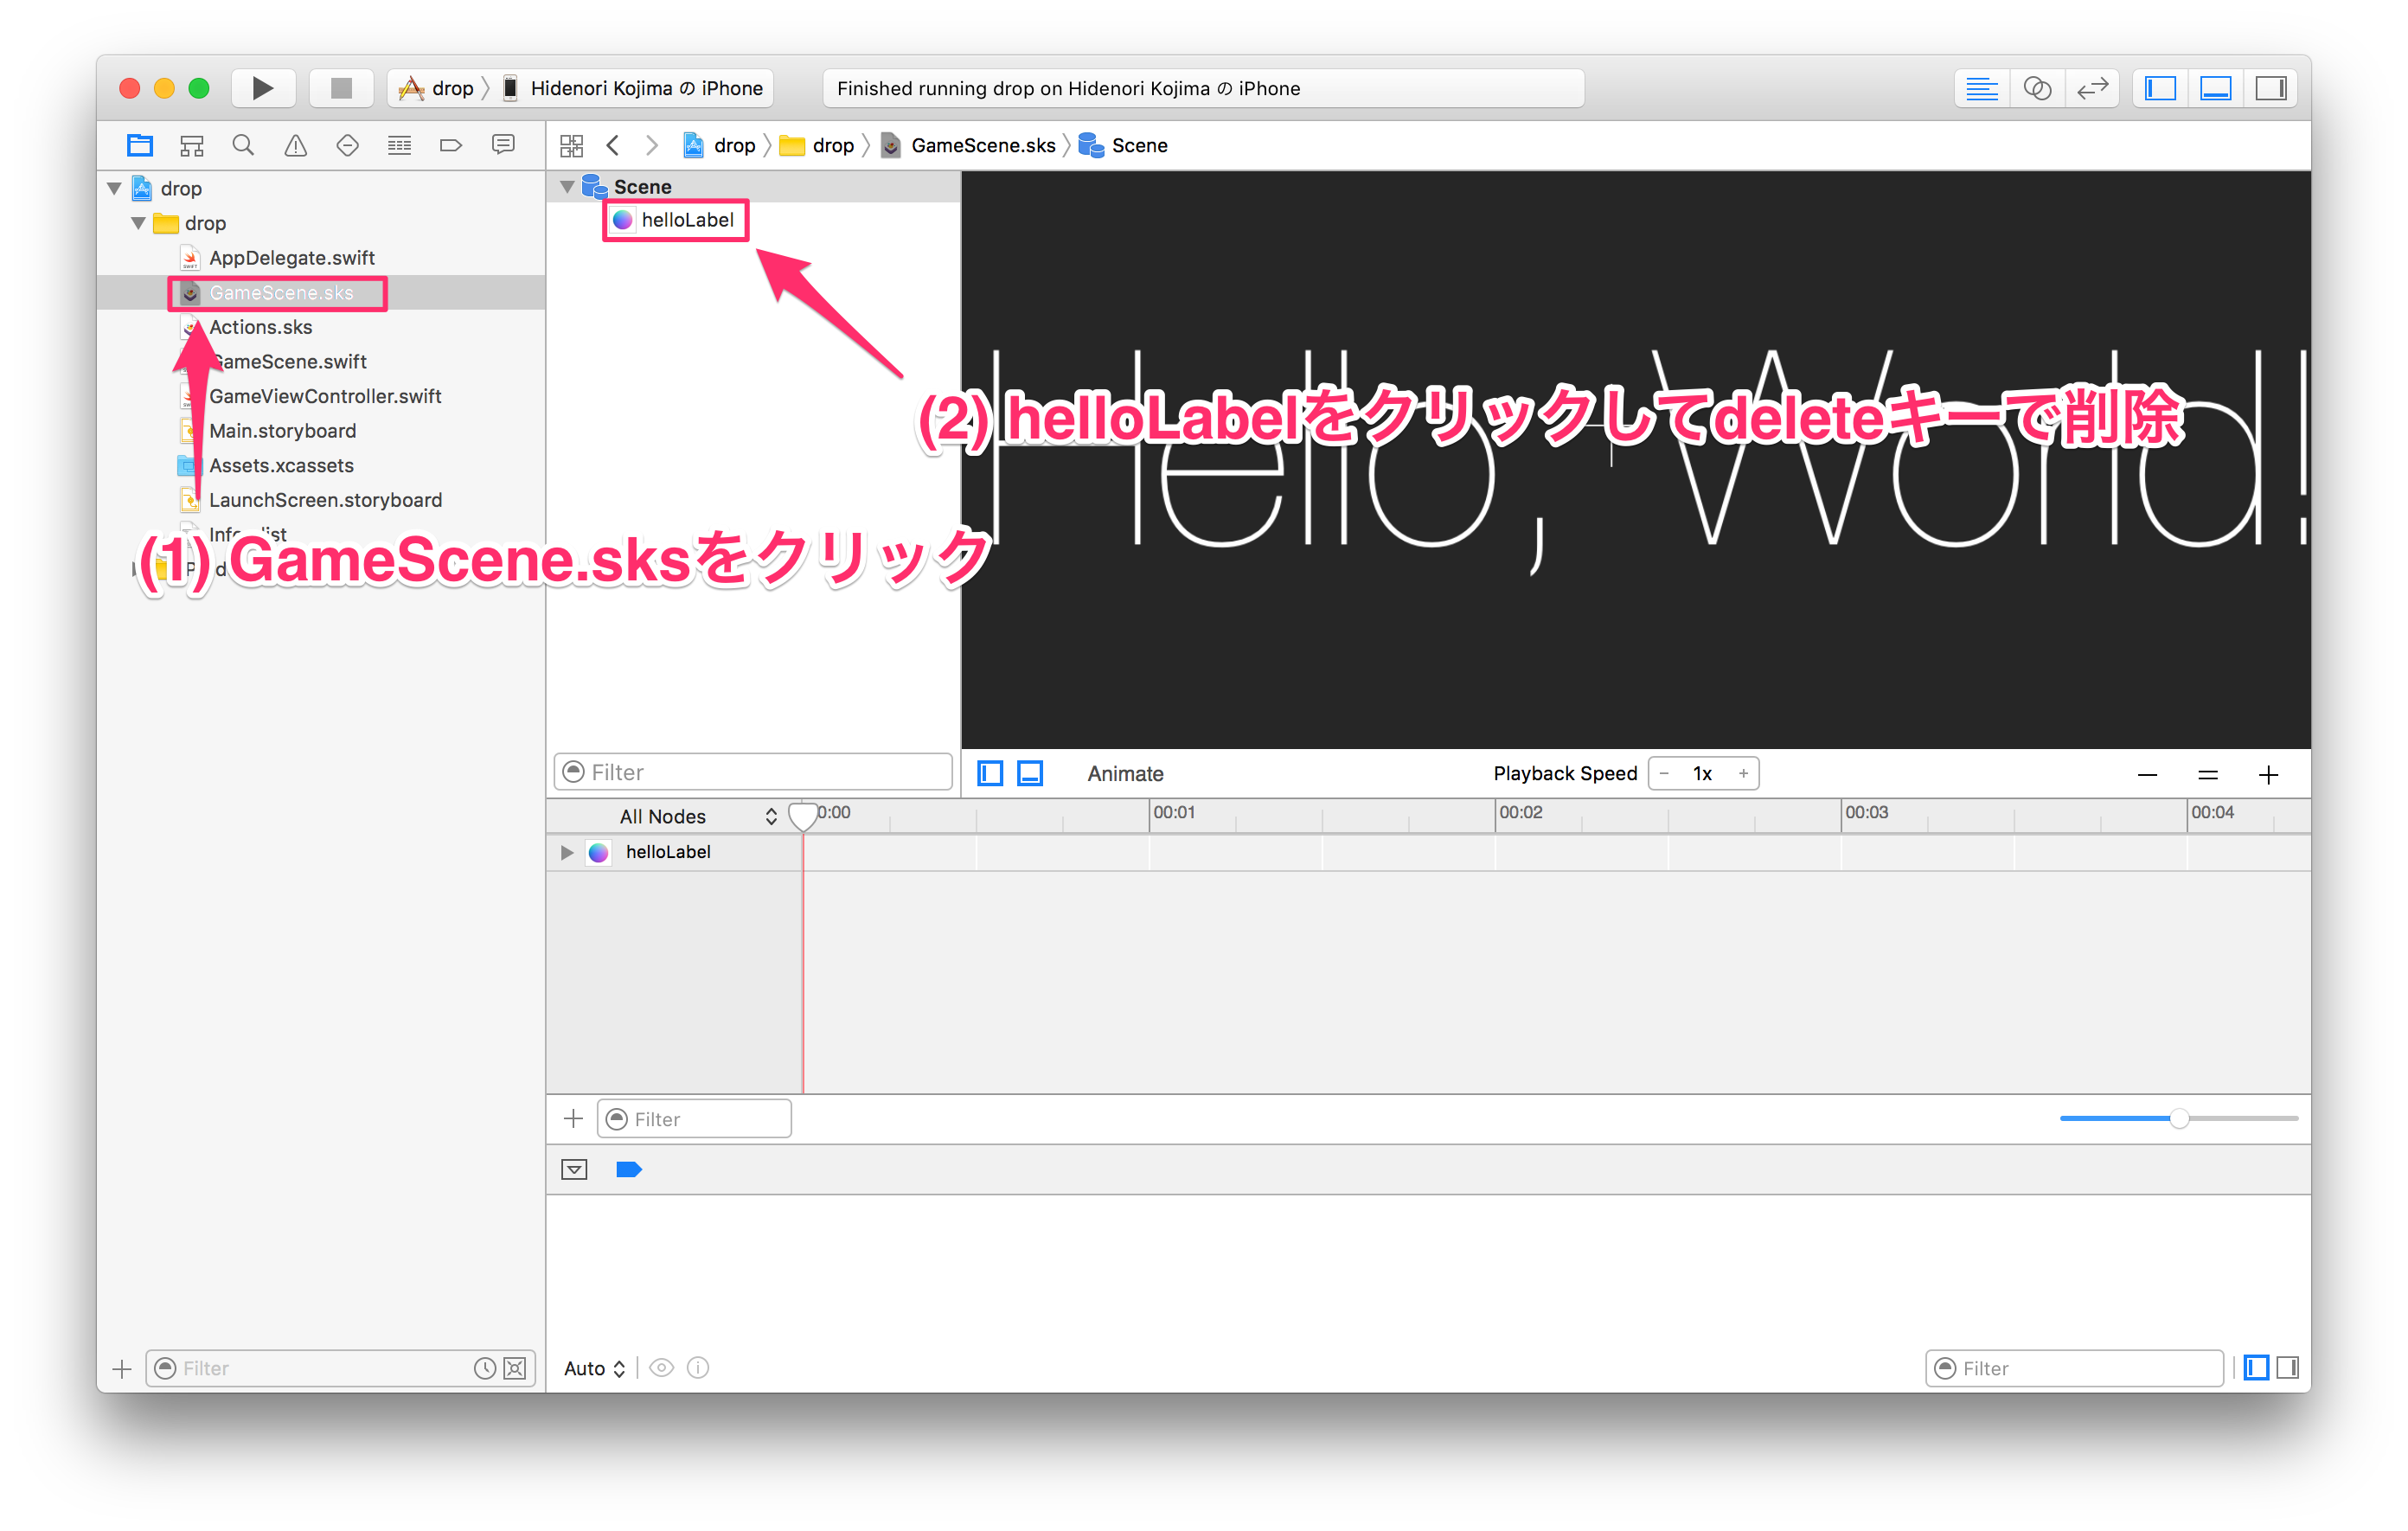 drop Hidenori Kojima の iPhone
Finished running drop on Hidenori Kojima の iPhone
drop drop GameScene.sks Scene
drop
drop
AppDelegate.swift
GameScene.sks
Actions.sks
GameScene.swift
GameViewController.swift
Main.storyboard
Assets.xcassets
LaunchScreen.storyboard
(1) GameScene.sksをクリック
Scene
helloLabel
(2) helloLabelをクリックしてdeleteキーで削除
Hello, World!
Filter
Animate
Playback Speed − 1x +
All Nodes
0:00 00:01 00:02 00:03 00:04
helloLabel
Filter
Filter
Auto
Filter